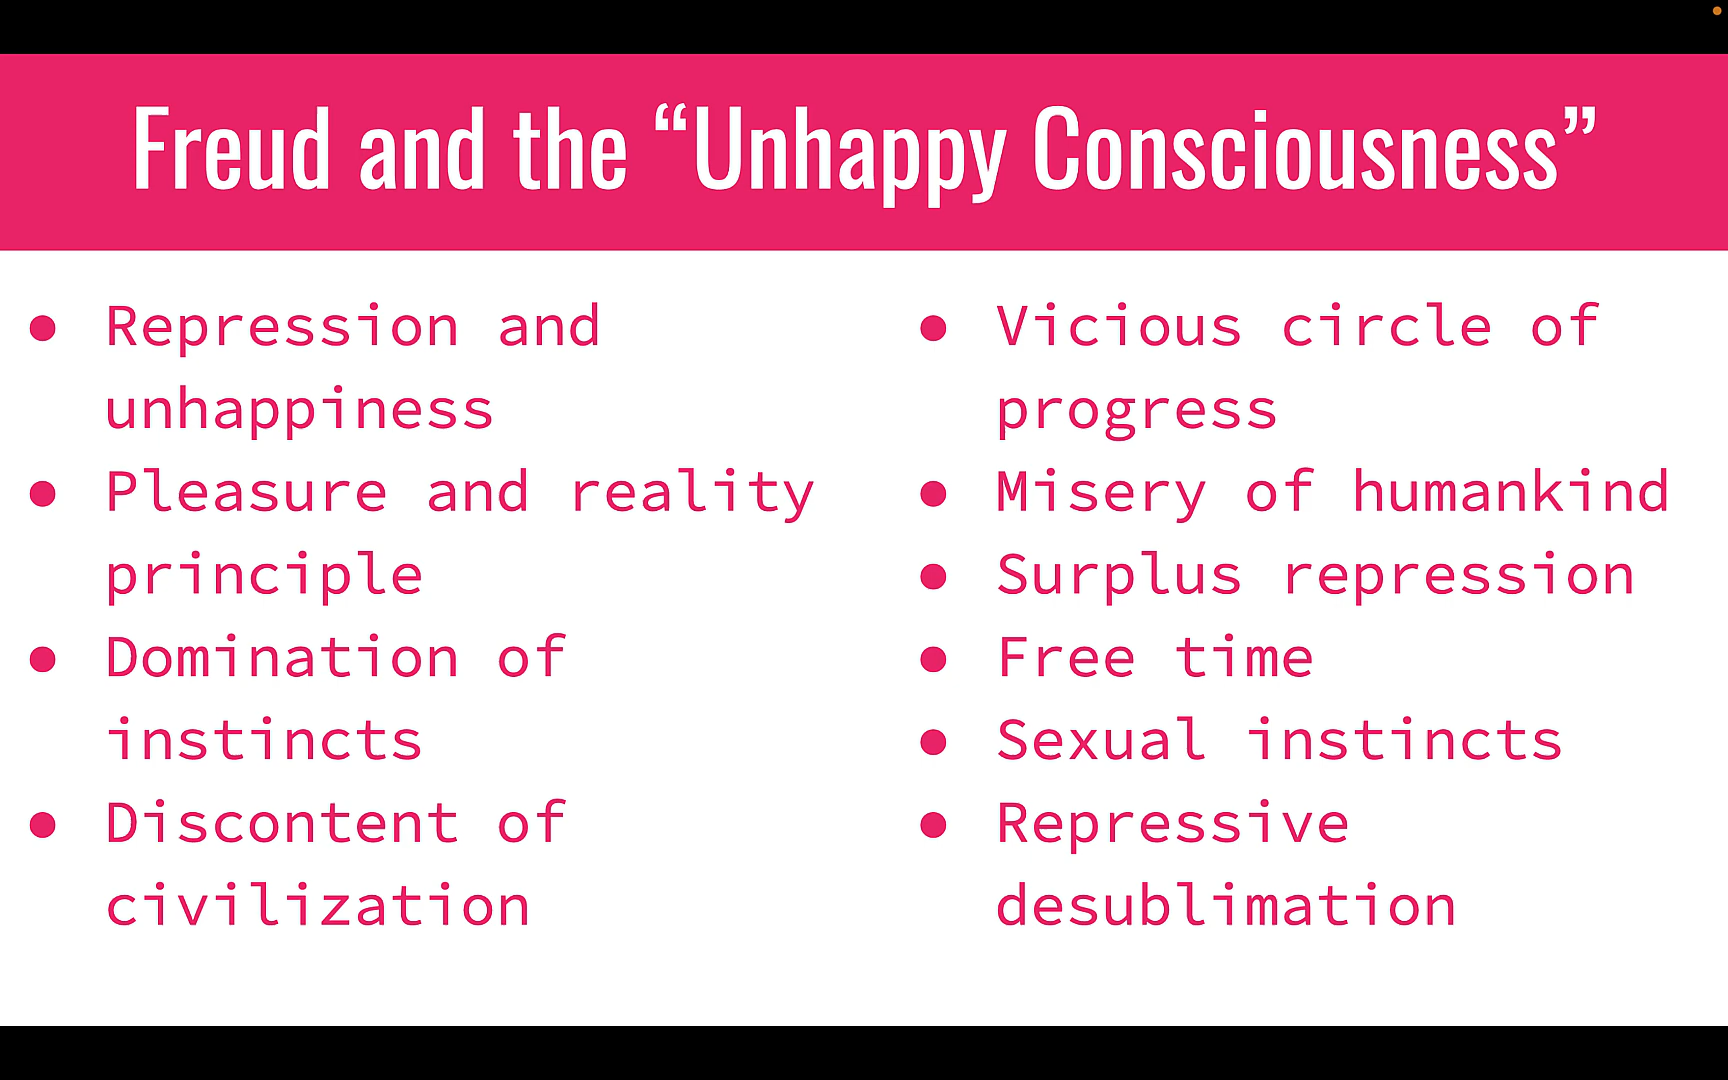 Freud and the “Unhappy Consciousness”
● Repression and
unhappiness
● Pleasure and reality
principle
● Domination of
instincts
● Discontent of
civilization
● Vicious circle of
progress
● Misery of humankind
● Surplus repression
● Free time
● Sexual instincts
● Repressive
desublimation